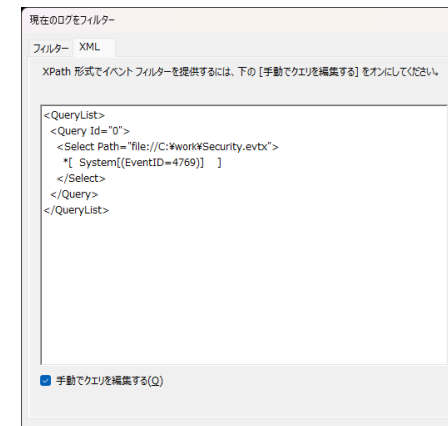 現在のログをフィルター
フィルター XML
XPath 形式でイベント フィルターを提供するには、下の [手動でクエリを編集する] をオンにしてください。
<QueryList>
<Query Id="0">
<Select Path="file://C:¥work¥Security.evtx">
*[ System[(EventID=4769)] ]
</Select>
</Query>
</QueryList>
手動でクエリを編集する(Q)